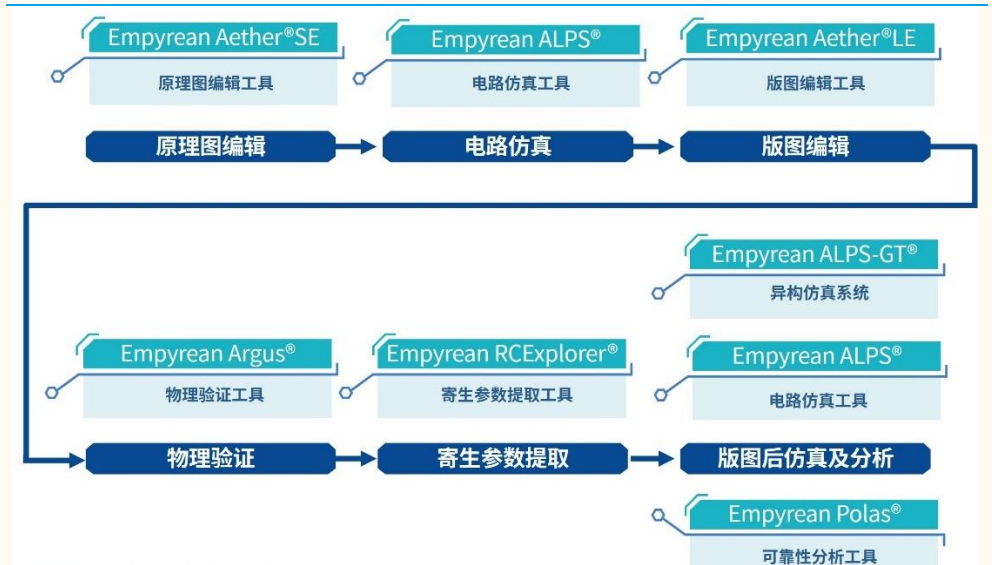 Empyrean Aether®SE
原理图编辑工具
原理图编辑
Empyrean ALPS®
电路仿真工具
电路仿真
Empyrean Aether®LE
版图编辑工具
版图编辑
Empyrean Argus®
物理验证工具
物理验证
Empyrean RCExplorer®
寄生参数提取工具
寄生参数提取
Empyrean ALPS-GT®
异构仿真系统
Empyrean ALPS®
电路仿真工具
版图后仿真及分析
Empyrean Polas®
可靠性分析工具